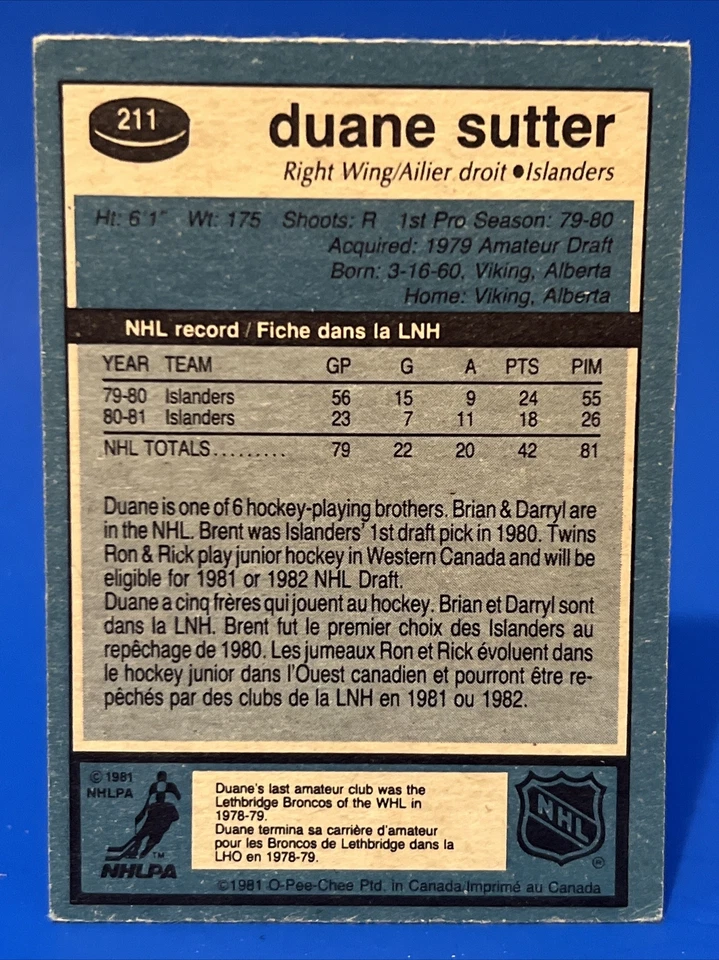 211
duane sutter
Right Wing/Ailier droit ●Islanders
Ht: 6'1" Wt: 175 Shoots: R 1st Pro Season: 79-80
Acquired: 1979 Amateur Draft
Born: 3-16-60, Viking, Alberta
Home: Viking, Alberta
NHL record / Fiche dans la LNH
YEAR TEAM GP G A PTS PIM
79-80 Islanders 56 15 9 24 55
80-81 Islanders 23 7 11 18 26
NHL TOTALS......... 79 22 20 42 81
Duane is one of 6 hockey-playing brothers. Brian & Darryl are
in the NHL. Brent was Islanders' 1st draft pick in 1980. Twins
Ron & Rick play junior hockey in Western Canada and will be
eligible for 1981 or 1982 NHL Draft.
Duane a cinq frères qui jouent au hockey. Brian et Darryl sont
dans la LNH. Brent fut le premier choix des Islanders au
repêchage de 1980. Les jumeaux Ron et Rick évoluent dans
le hockey junior dans l'Ouest canadien et pourront être re-
pêchés par des clubs de la LNH en 1981 ou 1982.
© 1981
NHLPA
NHLPA
TM
Duane's last amateur club was the
Lethbridge Broncos of the WHL in
1978-79.
Duane termina sa carrière d'amateur
pour les Broncos de Lethbridge dans la
LHO en 1978-79.
NHL
®
©1981 O-Pee-Chee Ptd. in Canada/Imprimé au Canada